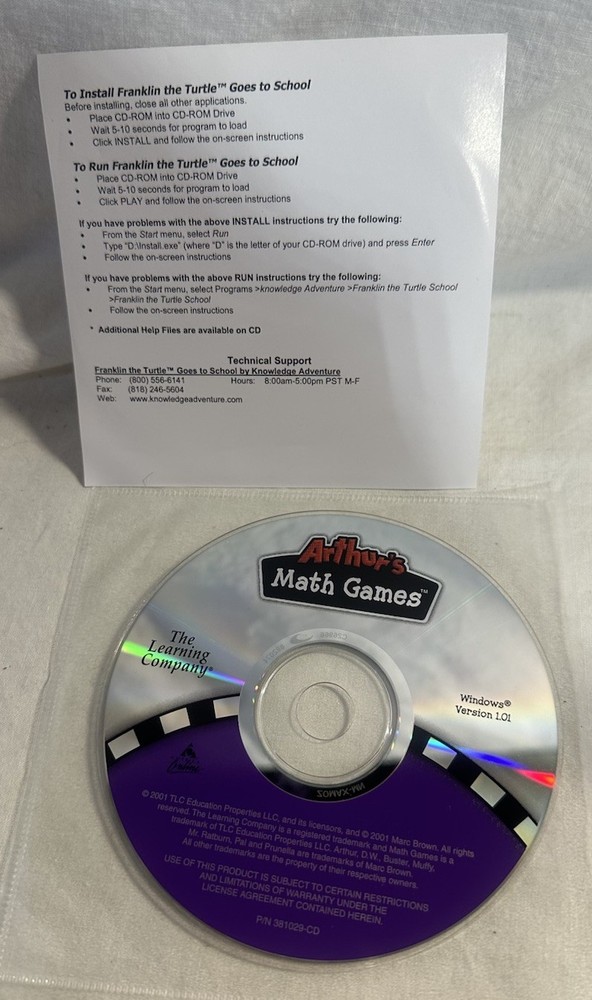 To Install Franklin the Turtle™ Goes to School
Before installing, close all other applications.
• Place CD-ROM into CD-ROM Drive
• Wait 5-10 seconds for program to load
• Click INSTALL and follow the on-screen instructions
To Run Franklin the Turtle™ Goes to School
• Place CD-ROM into CD-ROM Drive
• Wait 5-10 seconds for program to load
• Click PLAY and follow the on-screen instructions
If you have problems with the above INSTALL instructions try the following:
• From the Start menu, select Run
• Type "D:\Install.exe" (where "D" is the letter of your CD-ROM drive) and press Enter
• Follow the on-screen instructions
If you have problems with the above RUN instructions try the following:
• From the Start menu, select Programs >knowledge Adventure >Franklin the Turtle School
>Franklin the Turtle School
• Follow the on-screen instructions
* Additional Help Files are available on CD
Technical Support
Franklin the Turtle™ Goes to School by Knowledge Adventure
Phone: (800) 556-6141 Hours: 8:00am-5:00pm PST M-F
Fax: (818) 246-5604
Web: www.knowledgeadventure.com
Arthur's
Math Games™
The
Learning
Company®
Windows®
Version 1.01
© 2001 TLC Education Properties LLC, and its licensors, and © 2001 Marc Brown. All rights
reserved. The Learning Company is a registered trademark and Math Games is a
trademark of TLC Education Properties LLC. Arthur, D.W., Buster, Muffy,
Mr. Ratburn, Pal and Prunella are trademarks of Marc Brown.
All other trademarks are the property of their respective owners.
USE OF THIS PRODUCT IS SUBJECT TO CERTAIN RESTRICTIONS
AND LIMITATIONS OF WARRANTY UNDER THE
LICENSE AGREEMENT CONTAINED HEREIN.
P/N 381029-CD